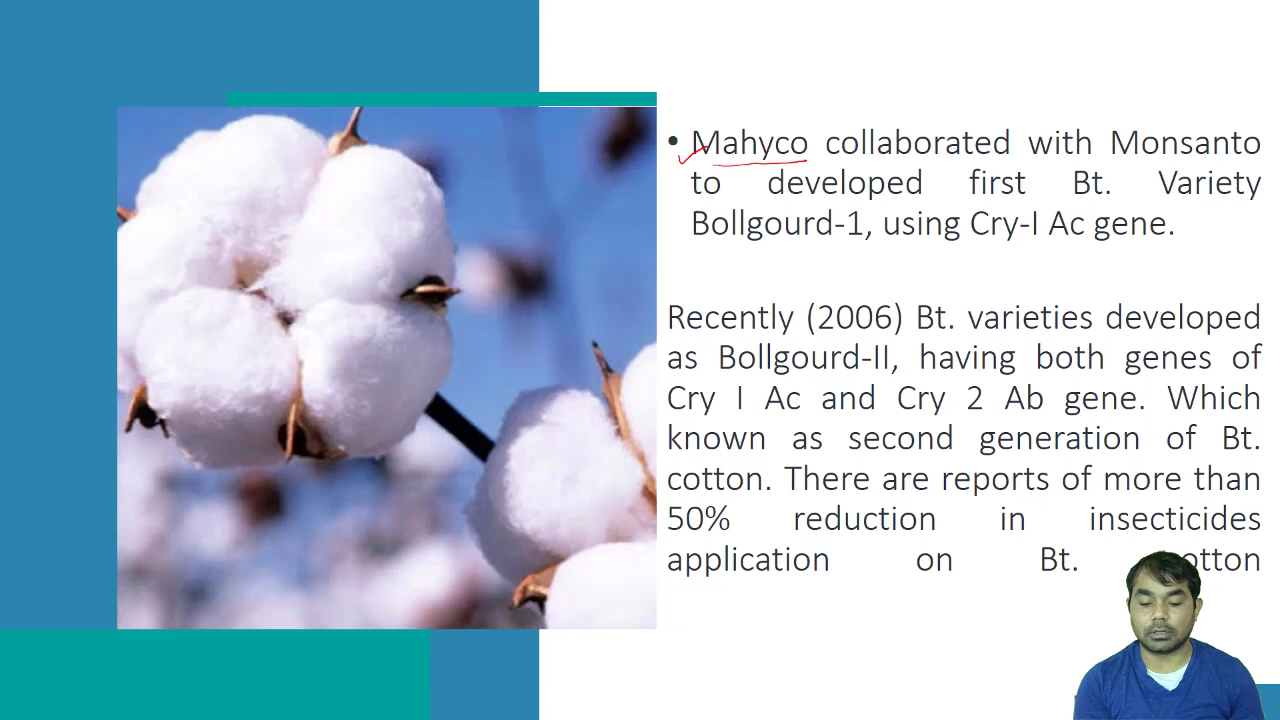 • Mahyco collaborated with Monsanto
to developed first Bt. Variety
Bollgourd-1, using Cry-I Ac gene.
Recently (2006) Bt. varieties developed
as Bollgourd-II, having both genes of
Cry I Ac and Cry 2 Ab gene. Which
known as second generation of Bt.
cotton. There are reports of more than
50% reduction in insecticides
application on Bt. otton